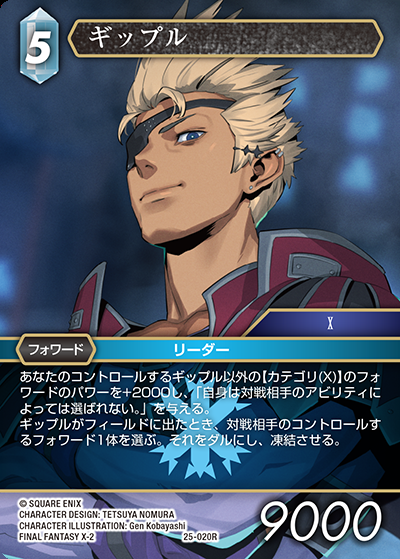 5
ギップル
X
フォワード
リーダー
あなたのコントロールするギップル以外の【カテゴリ(X)】のフォ
ワードのパワーを+2000し、「自身は対戦相手のアビリティに
よっては選ばれない。」を与える。
ギップルがフィールドに出たとき、対戦相手のコントロールす
るフォワード1体を選ぶ。それをダルにし、凍結させる。
© SQUARE ENIX
CHARACTER DESIGN: TETSUYA NOMURA
CHARACTER ILLUSTRATION: Gen Kobayashi
FINAL FANTASY X-2
25-020R
9000